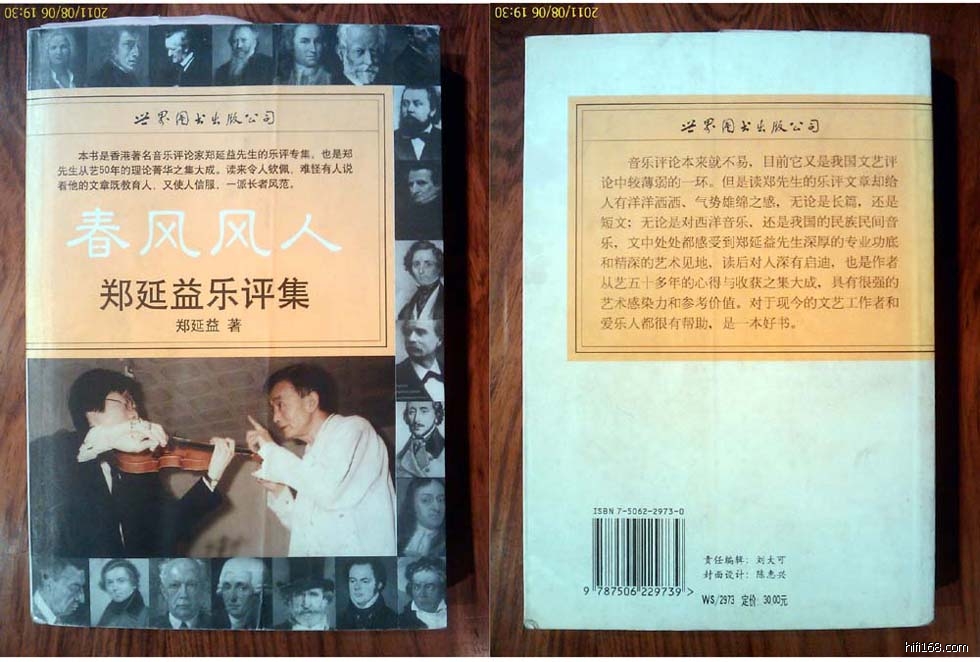 2011/08/06 19:30
世界图书出版公司
本书是香港著名音乐评论家郑延益先生的乐评专集。也是郑
先生从艺50年的理论菁华之集大成。读来令人钦佩、难怪有人说
看他的文章既教育人、又使人信服、一派长者风范。
春风风人
郑延益乐评集
郑延益 著
2011/08/06 19:30
世界图书出版公司
音乐评论本来就不易，目前它又是我国文艺评
论中较薄弱的一环。但是读郑先生的乐评文章却给
人有洋洋洒洒、气势雄绵之感，无论是长篇，还是
短文；无论是对西洋音乐，还是我国的民族民间音
乐，文中处处都感受到郑延益先生深厚的专业功底
和精深的艺术见地，读后对人深有启迪，也是作者
从艺五十多年的心得与收获之集大成，具有很强的
艺术感染力和参考价值。对于现今的文艺工作者和
爱乐人都很有帮助，是一本好书。
ISBN 7-5062-2973-0
9 787506 229739 >
责任编辑：刘大可
封面设计：陈惠兴
WS/2973 定价：30.00元
hifi168.com